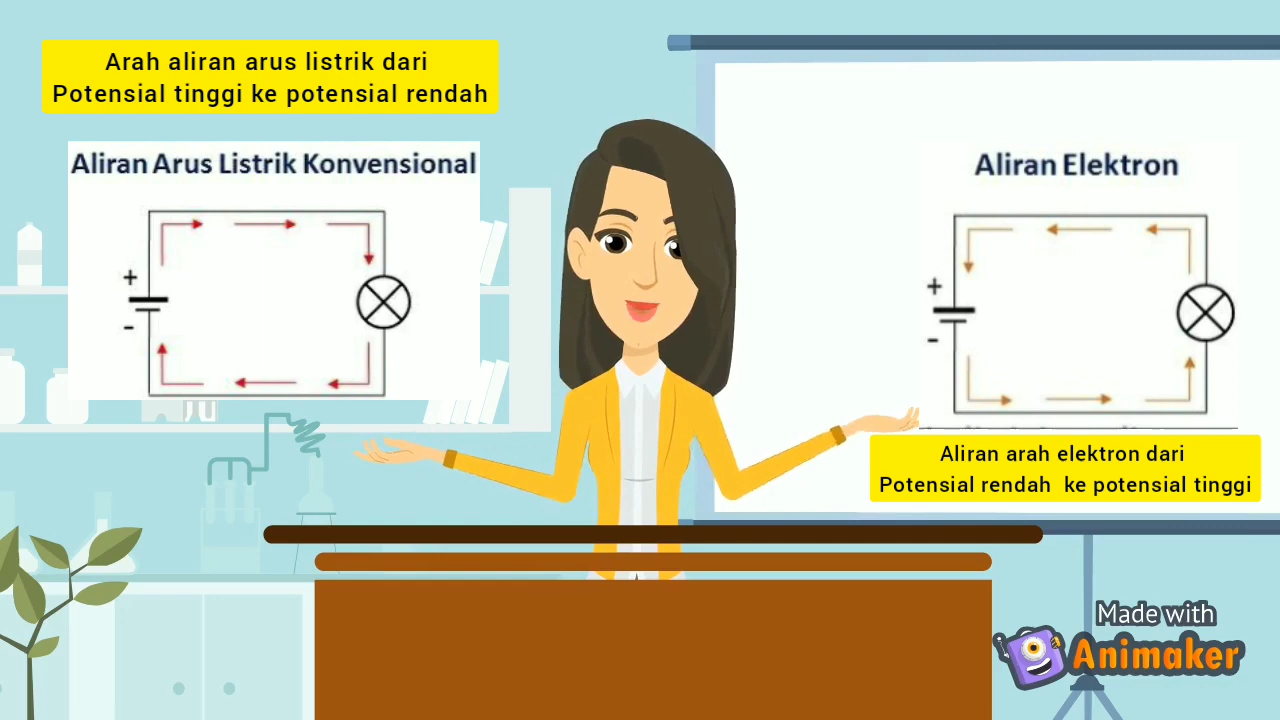 Arah aliran arus listrik dari
Potensial tinggi ke potensial rendah
Aliran Arus Listrik Konvensional
+
-
Aliran Elektron
+
-
Aliran arah elektron dari
Potensial rendah ke potensial tinggi
Made with
Animaker